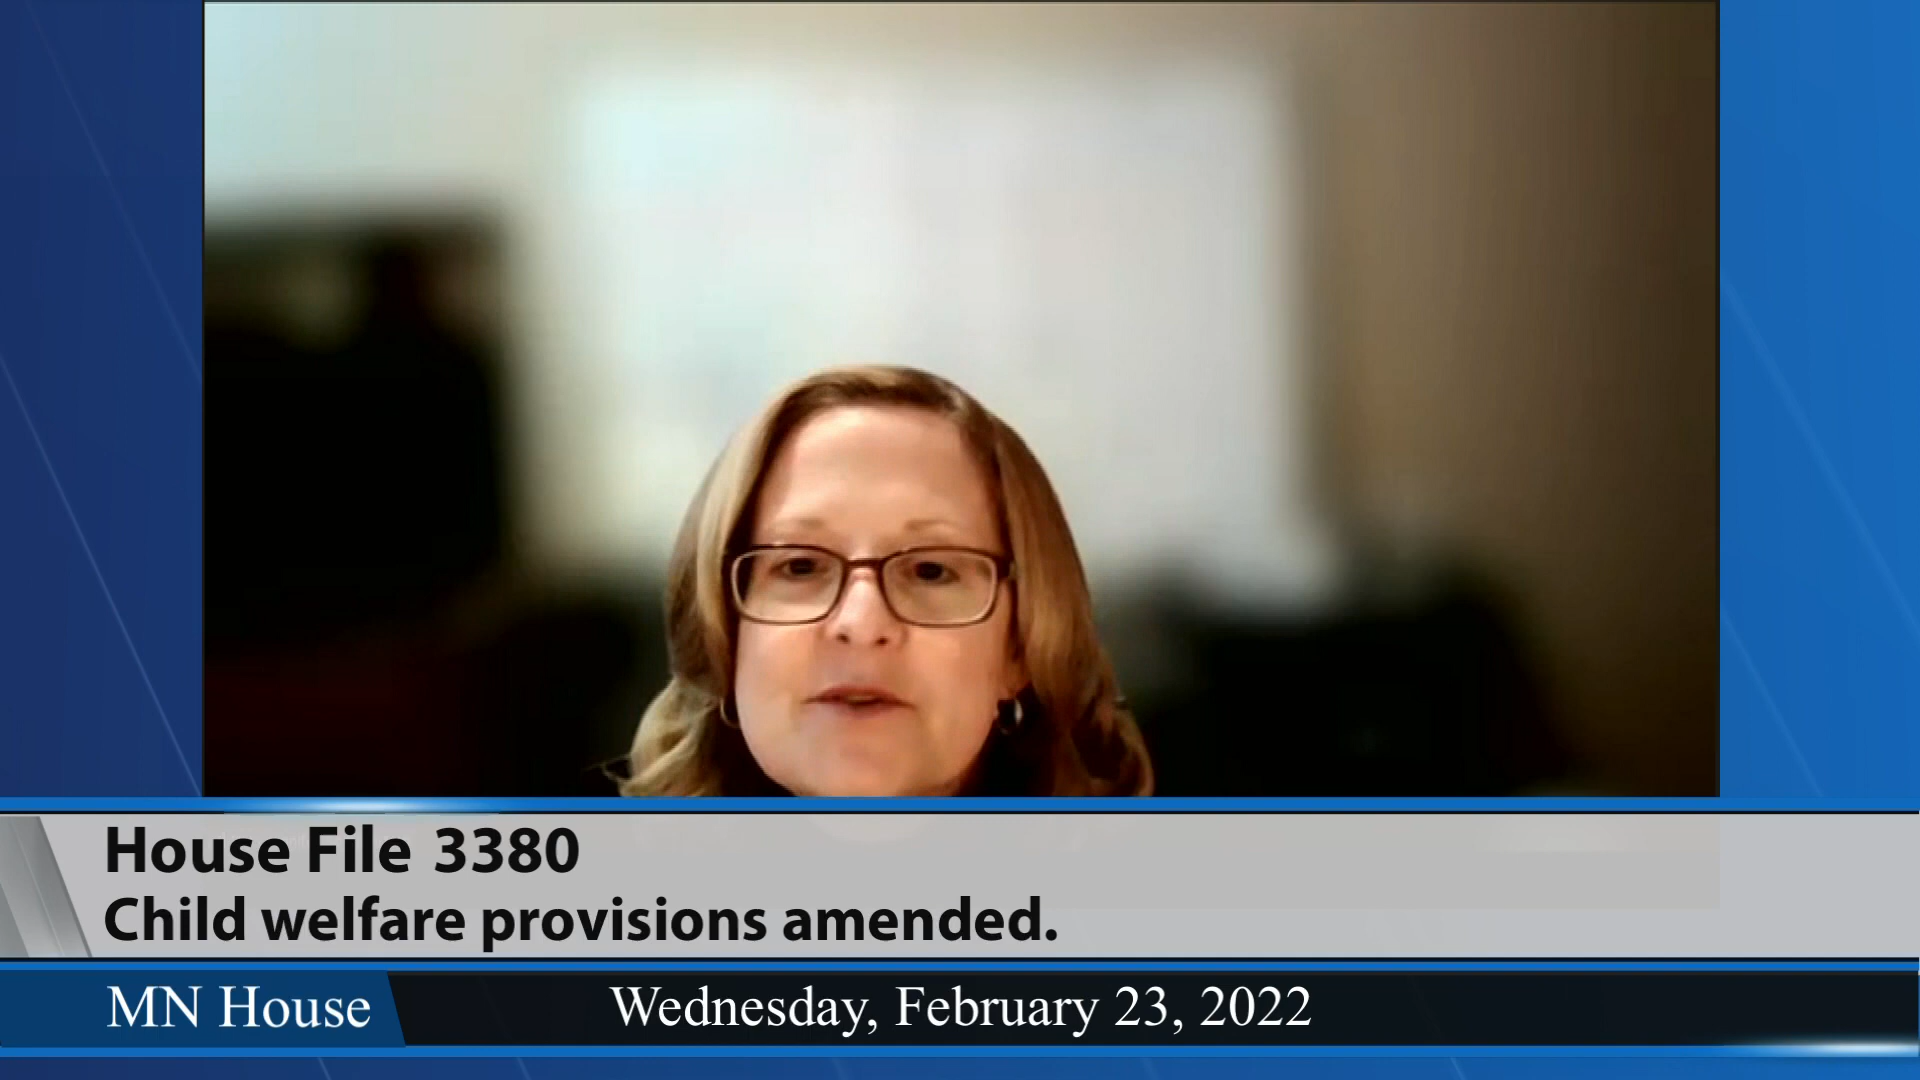 House File 3380
Child welfare provisions amended.
MN House
Wednesday, February 23, 2022